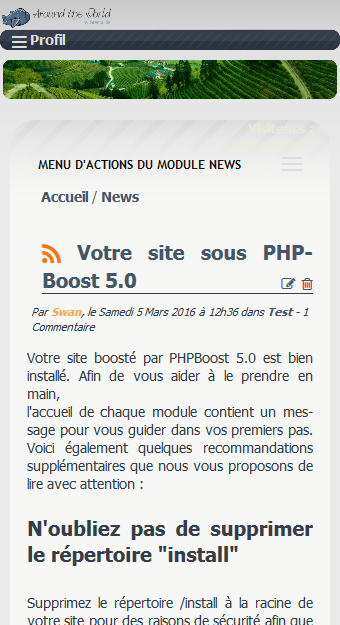 Around the World
Profil
Visiteurs :
MENU D'ACTIONS DU MODULE NEWS
Accueil / News
Votre site sous PHP-
Boost 5.0
Par Swan, le Samedi 5 Mars 2016 à 12h36 dans Test - 1
Commentaire
Votre site boosté par PHPBoost 5.0 est bien
installé. Afin de vous aider à le prendre en
main,
l'accueil de chaque module contient un mes-
sage pour vous guider dans vos premiers pas.
Voici également quelques recommandations
supplémentaires que nous vous proposons de
lire avec attention :
N'oubliez pas de supprimer
le répertoire "install"
Supprimez le répertoire /install à la racine de
votre site pour des raisons de sécurité afin que